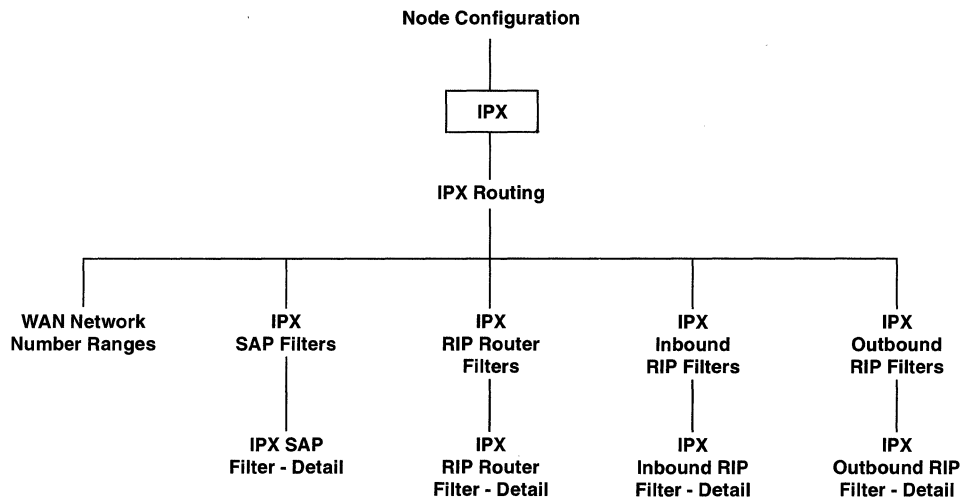 Node Configuration
IPX
IPX Routing
WAN Network
Number Ranges
IPX
SAP Filters
IPX
RIP Router
Filters
IPX
Inbound
RIP Filters
IPX
Outbound
RIP Filters
IPX SAP
Filter - Detail
IPX
RIP Router
Filter - Detail
IPX
Inbound RIP
Filter - Detail
IPX
Outbound RIP
Filter - Detail